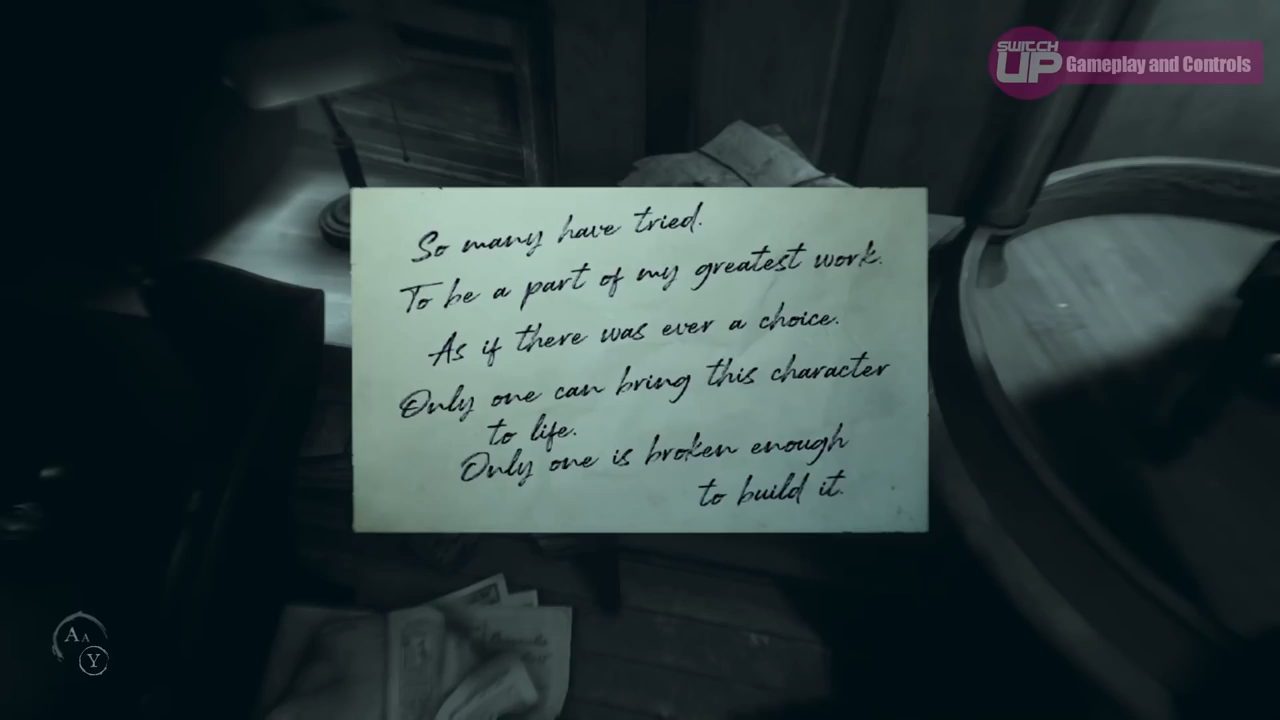 SWITCH
UP Gameplay and Controls
So many have tried.
To be a part of my greatest work.
As if there was ever a choice.
Only one can bring this character
to life.
Only one is broken enough
to build it.
A A
Y